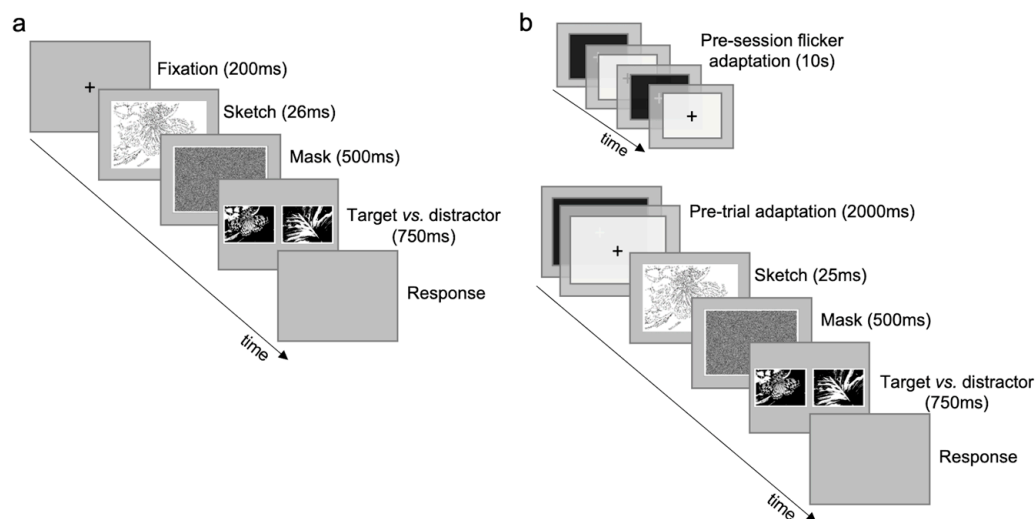 a
Fixation (200ms)
Sketch (26ms)
Mask (500ms)
Target vs. distractor
(750ms)
Response
time
b
Pre-session flicker
adaptation (10s)
time
Pre-trial adaptation (2000ms)
Sketch (25ms)
Mask (500ms)
Target vs. distractor
(750ms)
Response
time